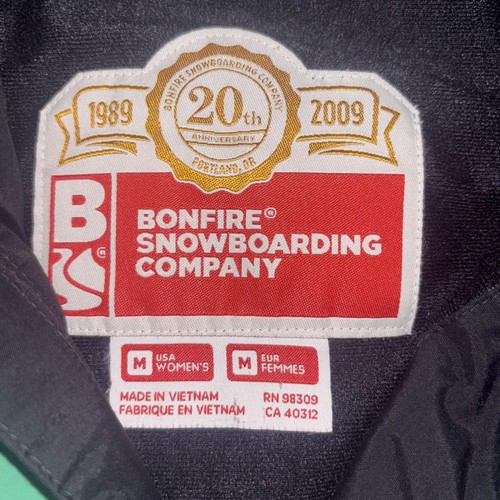 BONFIRE SNOWBOARDING COMPANY
1989 20th 2009
ANNIVERSARY
PORTLAND, OR
B
BONFIRE®
SNOWBOARDING
COMPANY
®
M USA WOMEN'S M EUR FEMMES
MADE IN VIETNAM RN 98309
FABRIQUE EN VIETNAM CA 40312